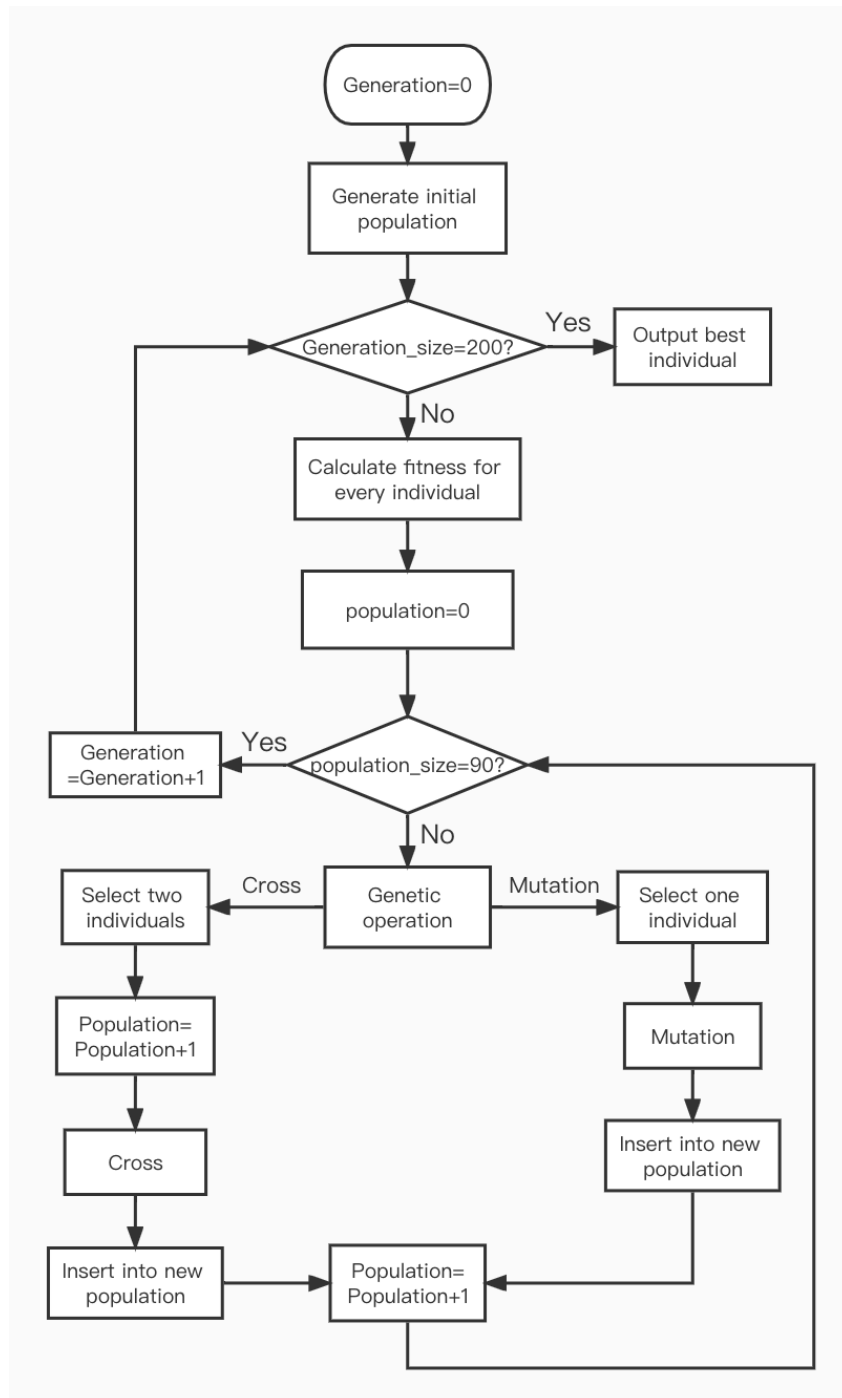 Generation=0
Generate initial
population
Generation_size=200?
Yes
Output best
individual
No
Calculate fitness for
every individual
population=0
population_size=90?
Yes
Generation
=Generation+1
No
Genetic
operation
Cross
Select two
individuals
Mutation
Select one
individual
Population=
Population+1
Mutation
Cross
Insert into new
population
Insert into new
population
Population=
Population+1